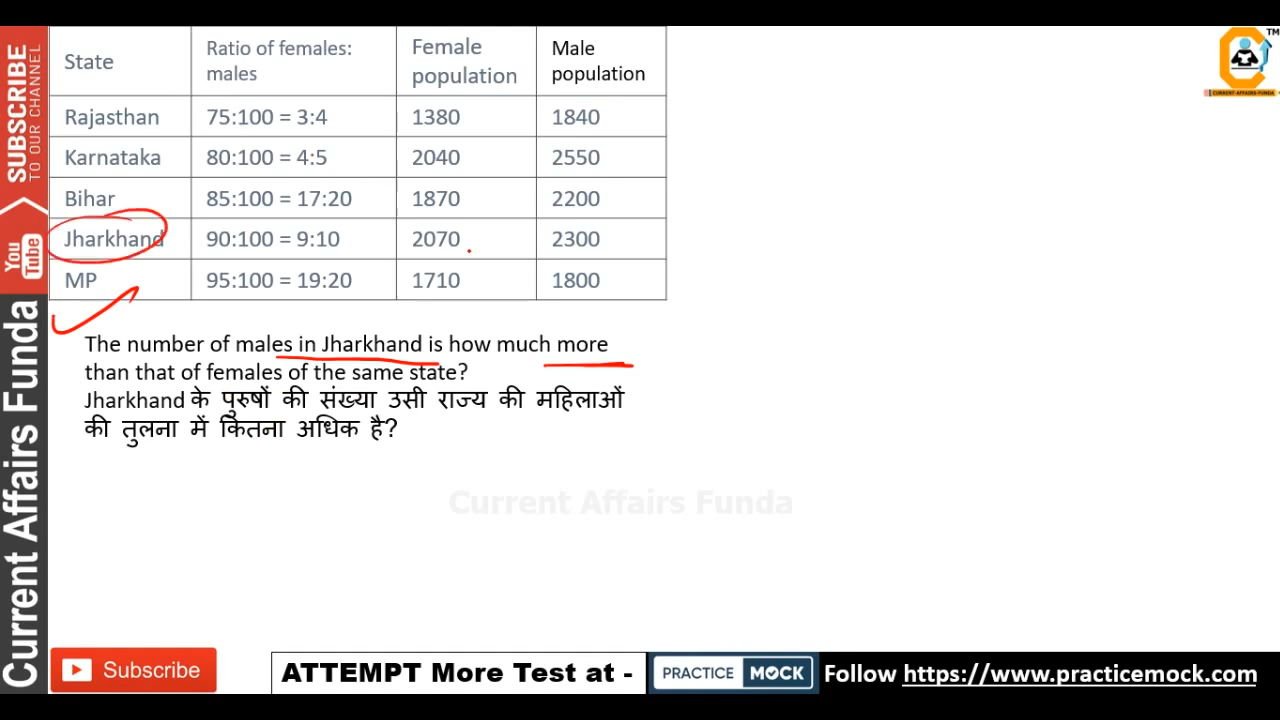 SUBSCRIBE
TO OUR CHANNEL
You
Tube
Current Affairs Funda
State Ratio of females: males Female population Male population
Rajasthan 75:100 = 3:4 1380 1840
Karnataka 80:100 = 4:5 2040 2550
Bihar 85:100 = 17:20 1870 2200
Jharkhand 90:100 = 9:10 2070 2300
MP 95:100 = 19:20 1710 1800
The number of males in Jharkhand is how much more
than that of females of the same state?
Jharkhand के पुरुषों की संख्या उसी राज्य की महिलाओं
की तुलना में कितना अधिक है?
Current Affairs Funda
TM
CURRENT-AFFAIRS-FUNDA
Subscribe
ATTEMPT More Test at - PRACTICE MOCK Follow https://www.practicemock.com